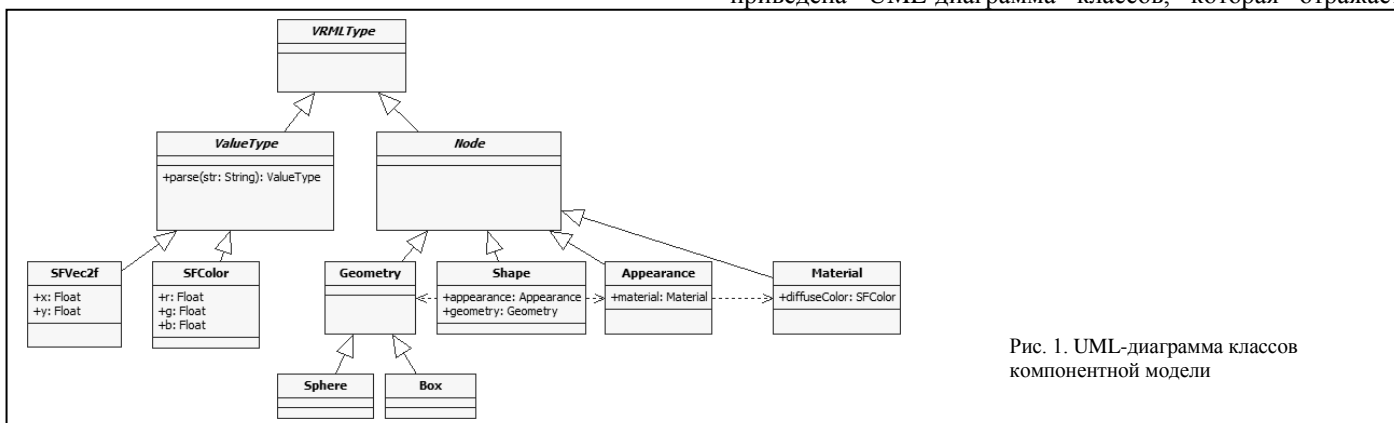 приведена UML-диаграмма классов, которая отражает
VRMLType
ValueType
+parse(str: String): ValueType
Node
SFVec2f
+x: Float
+y: Float
SFColor
+r: Float
+g: Float
+b: Float
Geometry
Shape
+appearance: Appearance
+geometry: Geometry
Appearance
+material: Material
Material
+diffuseColor: SFColor
Sphere
Box
Рис. 1. UML-диаграмма классов
компонентной модели